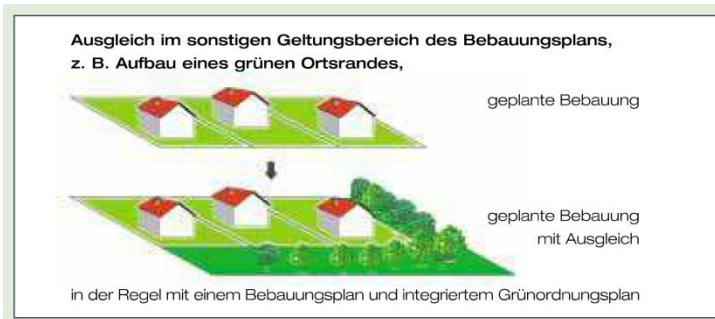 Ausgleich im sonstigen Geltungsbereich des Bebauungsplans,
z. B. Aufbau eines grünen Ortsrandes,
geplante Bebauung
geplante Bebauung
mit Ausgleich
in der Regel mit einem Bebauungsplan und integriertem Grünordnungsplan